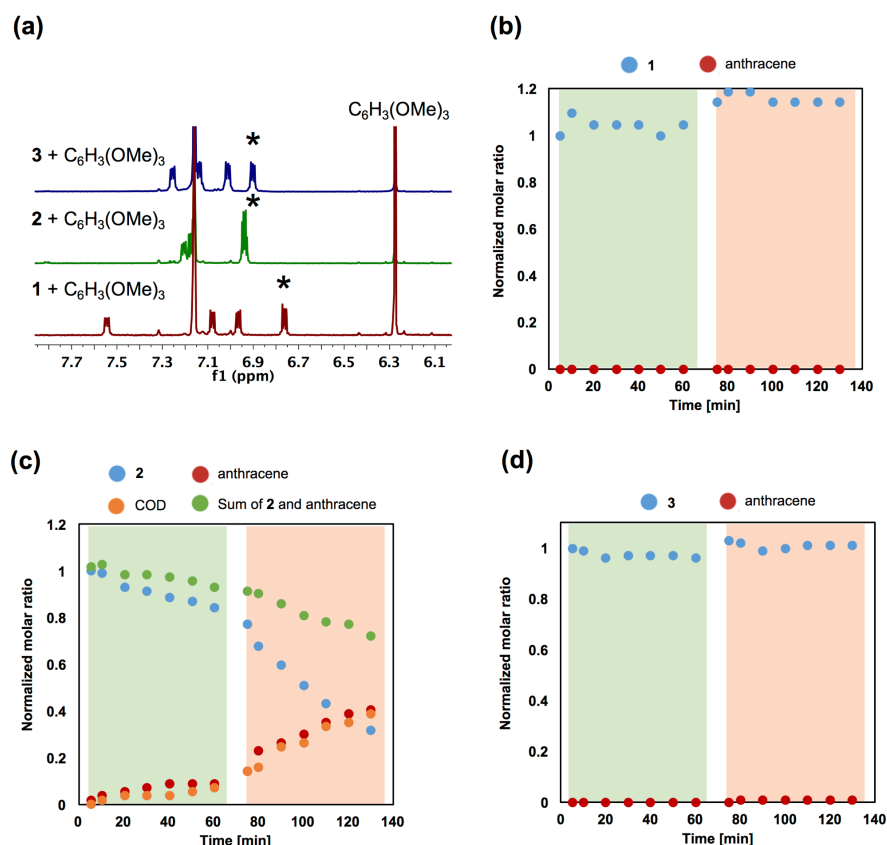 (a)
C₆H₃(OMe)₃
*
3 + C₆H₃(OMe)₃
*
2 + C₆H₃(OMe)₃
*
1 + C₆H₃(OMe)₃
7.7 7.5 7.3 7.1 6.9 6.7 6.5 6.3 6.1
f1 (ppm)
(b)
1 anthracene
Normalized molar ratio
1.2
1
0.8
0.6
0.4
0.2
0
0 20 40 60 80 100 120 140
Time [min]
(c)
2 anthracene
COD Sum of 2 and anthracene
Normalized molar ratio
1.2
1
0.8
0.6
0.4
0.2
0
0 20 40 60 80 100 120 140
Time [min]
(d)
3 anthracene
Normalized molar ratio
1.2
1
0.8
0.6
0.4
0.2
0
0 20 40 60 80 100 120 140
Time [min]